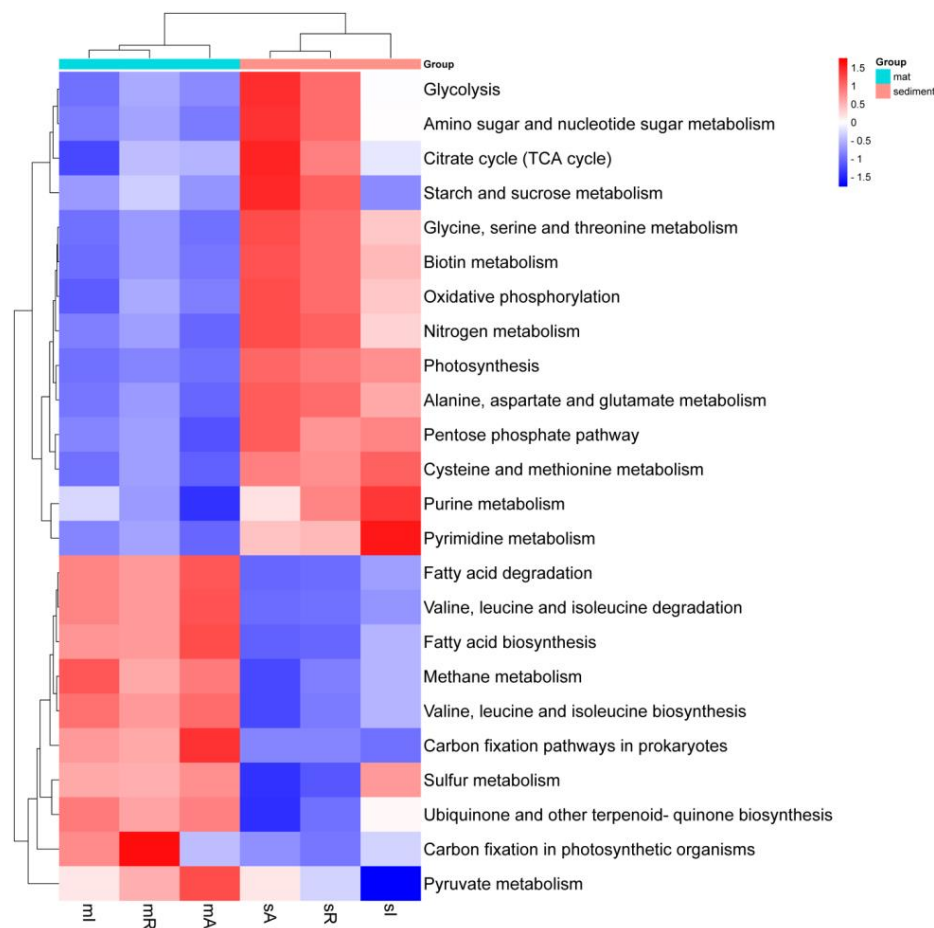 Group
Glycolysis
Amino sugar and nucleotide sugar metabolism
Citrate cycle (TCA cycle)
Starch and sucrose metabolism
Glycine, serine and threonine metabolism
Biotin metabolism
Oxidative phosphorylation
Nitrogen metabolism
Photosynthesis
Alanine, aspartate and glutamate metabolism
Pentose phosphate pathway
Cysteine and methionine metabolism
Purine metabolism
Pyrimidine metabolism
Fatty acid degradation
Valine, leucine and isoleucine degradation
Fatty acid biosynthesis
Methane metabolism
Valine, leucine and isoleucine biosynthesis
Carbon fixation pathways in prokaryotes
Sulfur metabolism
Ubiquinone and other terpenoid- quinone biosynthesis
Carbon fixation in photosynthetic organisms
Pyruvate metabolism
mI
mR
mA
sA
sR
sI
1.5
1
0.5
0
- 0.5
- 1
- 1.5
Group
mat
sediment